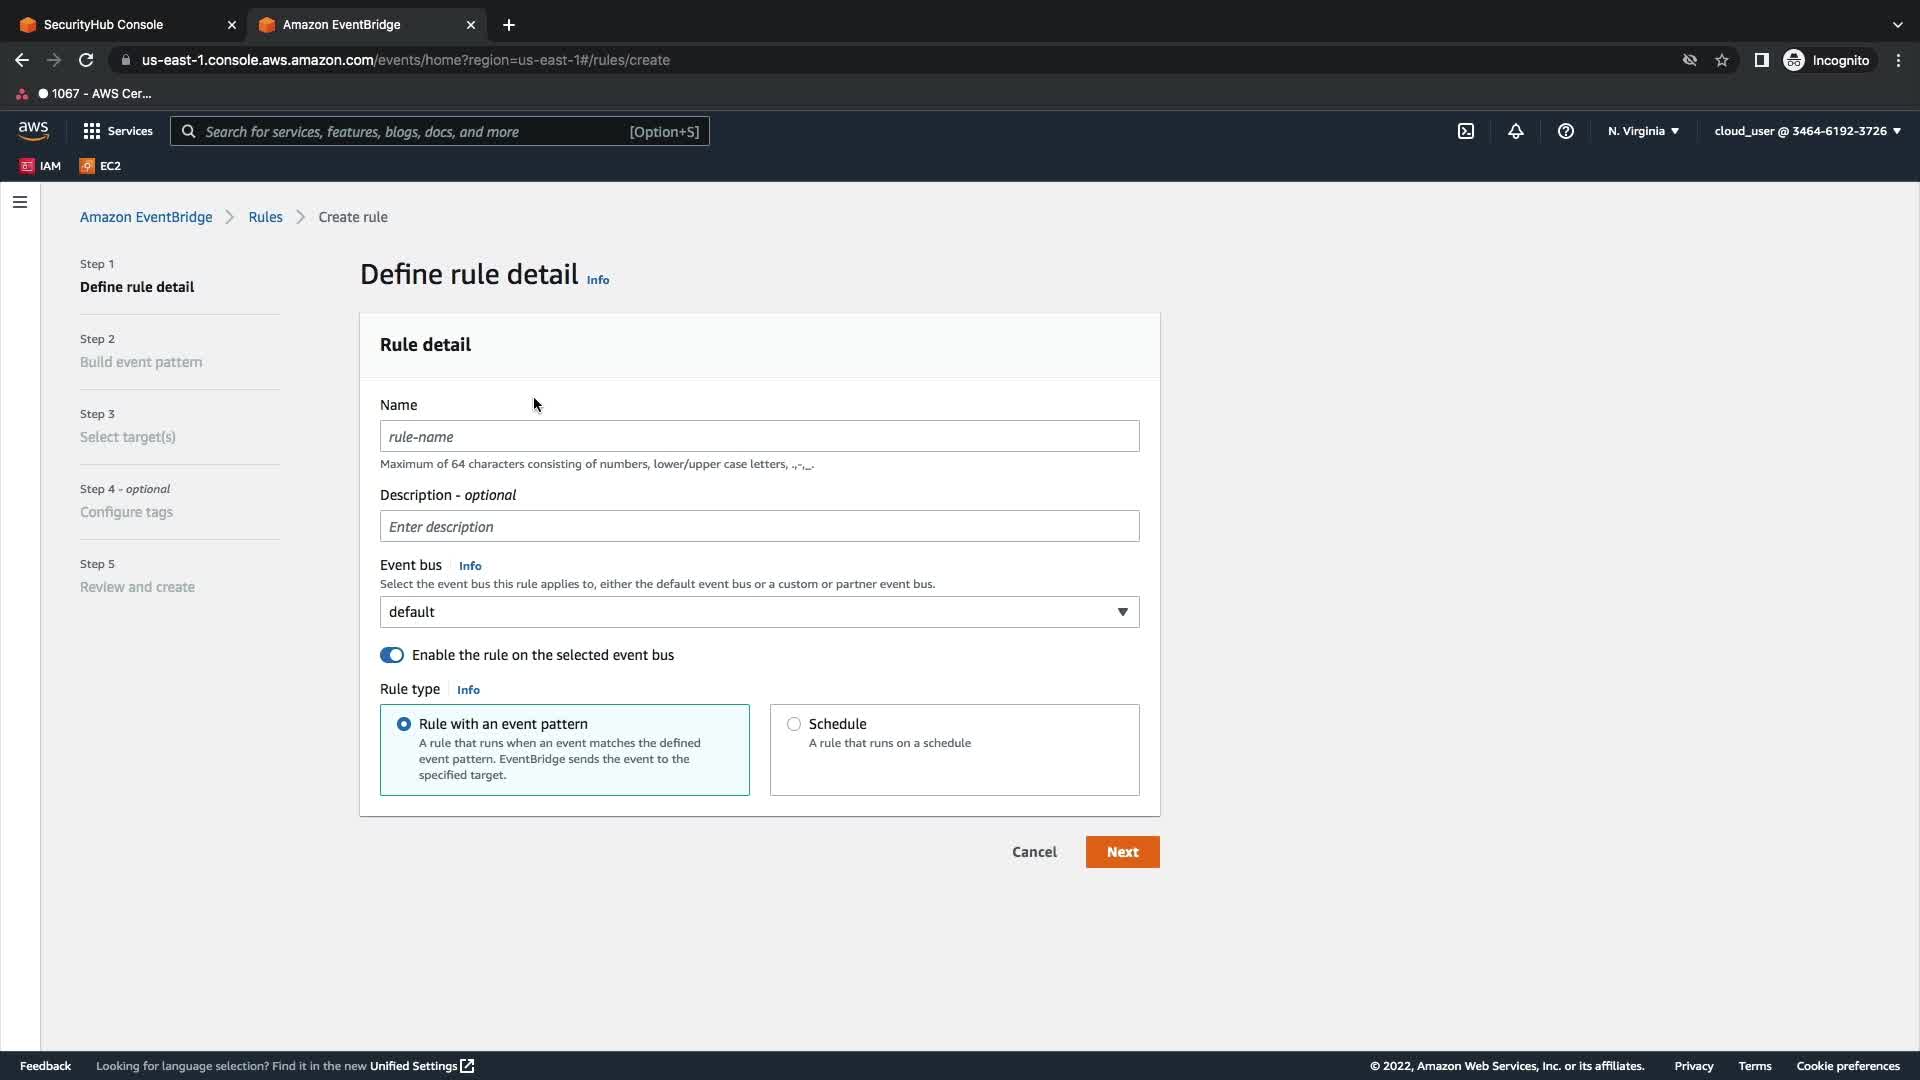 SecurityHub Console
Amazon EventBridge
us-east-1.console.aws.amazon.com/events/home?region=us-east-1#/rules/create
Incognito
1067 - AWS Cer...
aws
Services
Search for services, features, blogs, docs, and more
[Option+S]
N. Virginia
cloud_user @ 3464-6192-3726
IAM
EC2
Amazon EventBridge
Rules
Create rule
Step 1
Define rule detail
Step 2
Build event pattern
Step 3
Select target(s)
Step 4 - optional
Configure tags
Step 5
Review and create
Define rule detail Info
Rule detail
Name
rule-name
Maximum of 64 characters consisting of numbers, lower/upper case letters, .,-,_.
Description - optional
Enter description
Event bus Info
Select the event bus this rule applies to, either the default event bus or a custom or partner event bus.
default
Enable the rule on the selected event bus
Rule type Info
Rule with an event pattern
A rule that runs when an event matches the defined
event pattern. EventBridge sends the event to the
specified target.
Schedule
A rule that runs on a schedule
Cancel
Next
Feedback
Looking for language selection? Find it in the new Unified Settings
© 2022, Amazon Web Services, Inc. or its affiliates.
Privacy
Terms
Cookie preferences